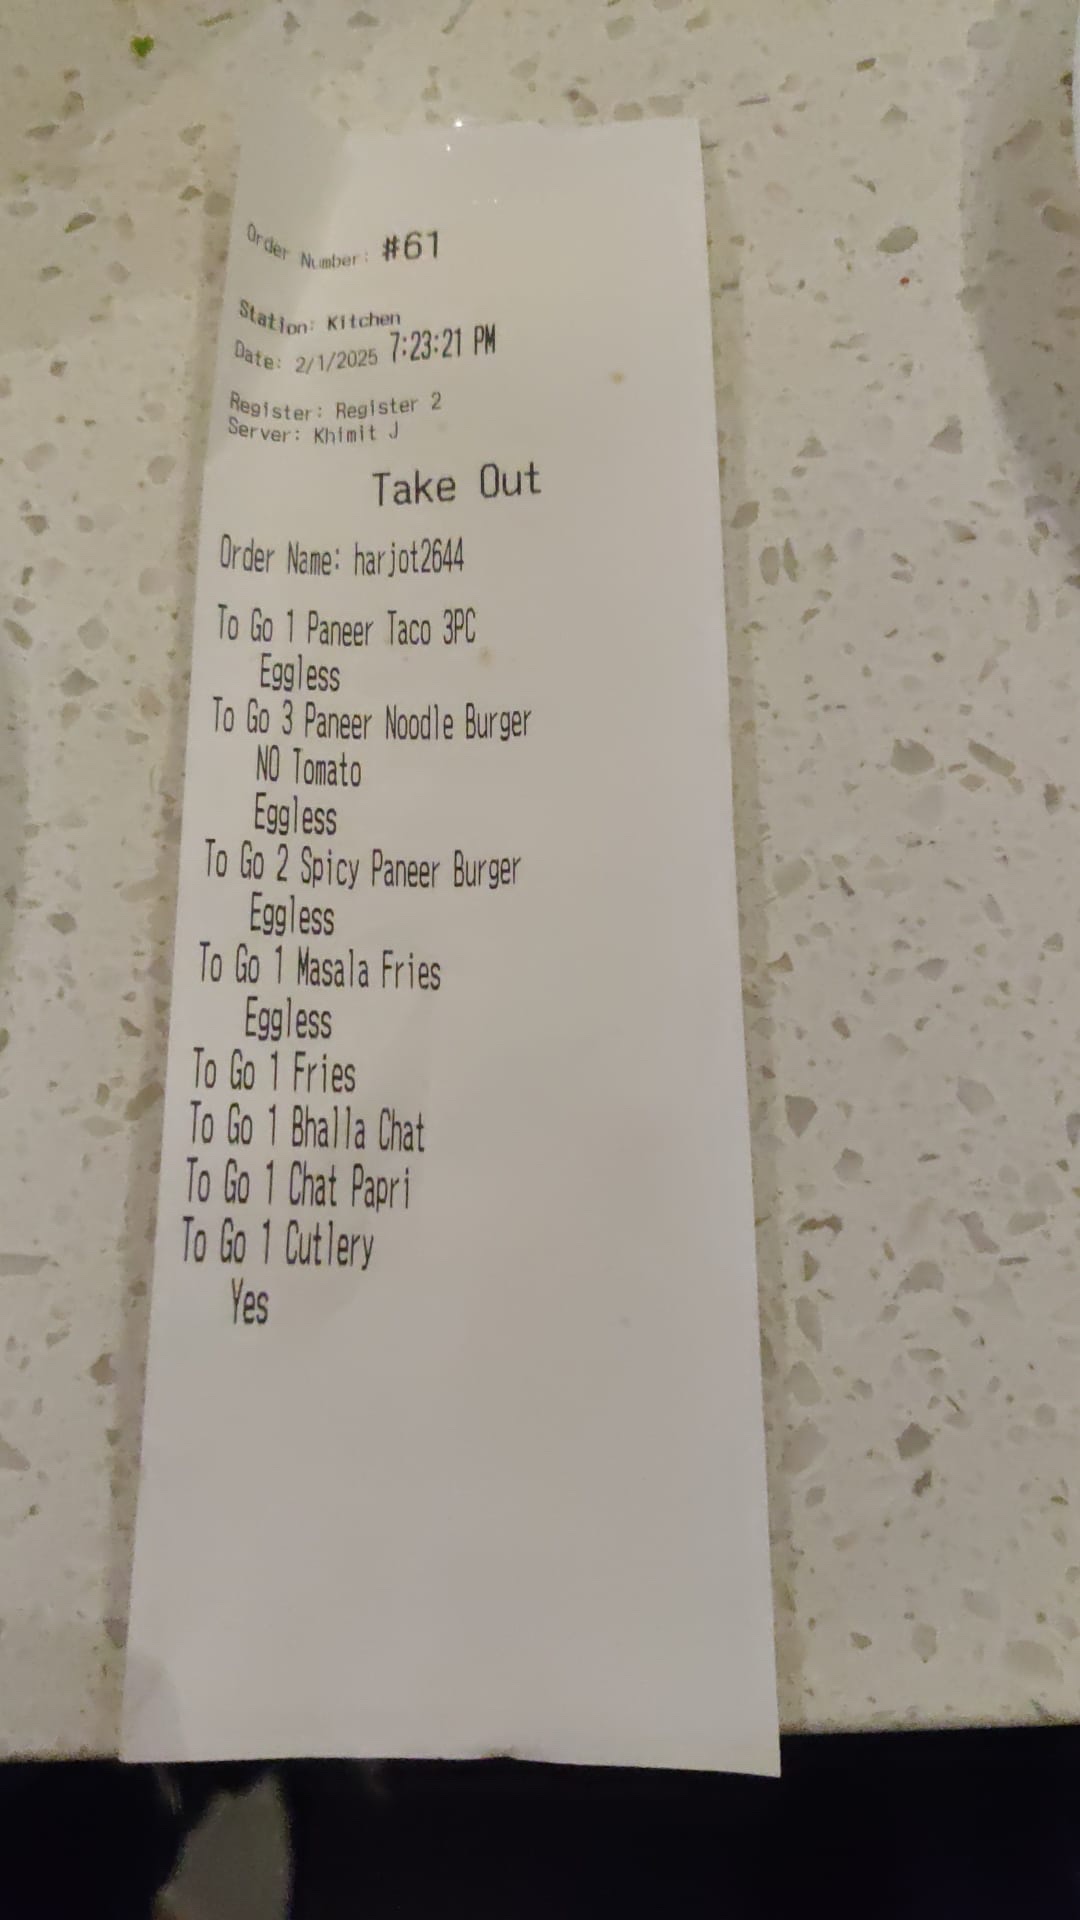 Order Number: #61
Station: Kitchen
Date: 2/1/2025 7:23:21 PM
Register: Register 2
Server: Khimit J
Take Out
Order Name: harjot2644
To Go 1 Paneer Taco 3PC
Eggless
To Go 3 Paneer Noodle Burger
NO Tomato
Eggless
To Go 2 Spicy Paneer Burger
Eggless
To Go 1 Masala Fries
Eggless
To Go 1 Fries
To Go 1 Bhalla Chat
To Go 1 Chat Papri
To Go 1 Cutlery
Yes